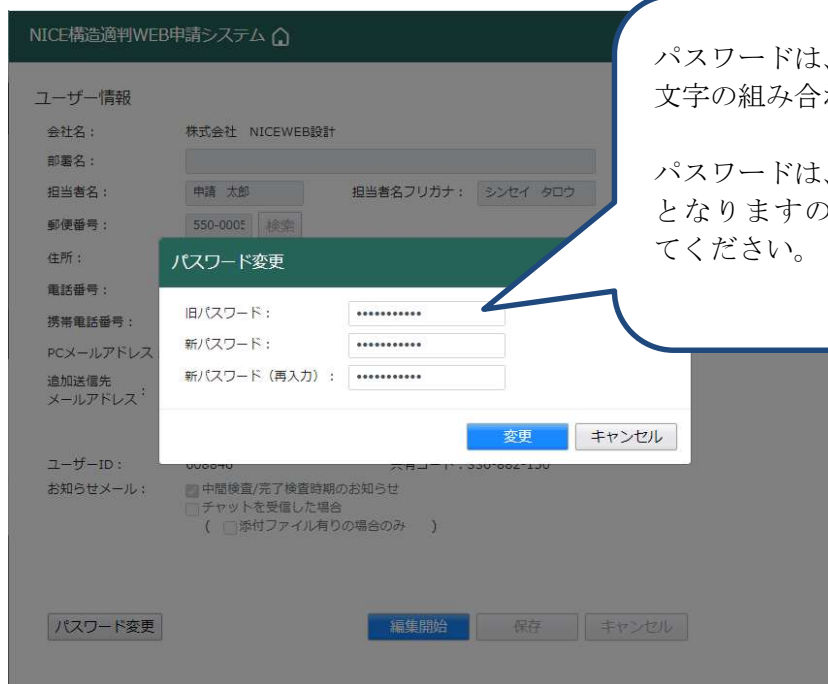 NICE構造適判WEB申請システム
ユーザー情報
会社名： 株式会社 NICEWEB設計
部署名：
担当者名： 申請 太郎 担当者名フリガナ： シンセイ タロウ
郵便番号： 550-0005 検索
住所：
電話番号：
携帯電話番号：
PCメールアドレス
追加送信先
メールアドレス：
パスワード変更
旧パスワード： •••••••••••
新パスワード： •••••••••••
新パスワード（再入力）： •••••••••••
変更 キャンセル
ユーザーID：
お知らせメール： 中間検査/完了検査時期のお知らせ
チャットを受信した場合
( 添付ファイル有りの場合のみ )
パスワード変更 編集開始 保存 キャンセル
パスワードは、
文字の組み合
パスワードは、
となりますの
てください。